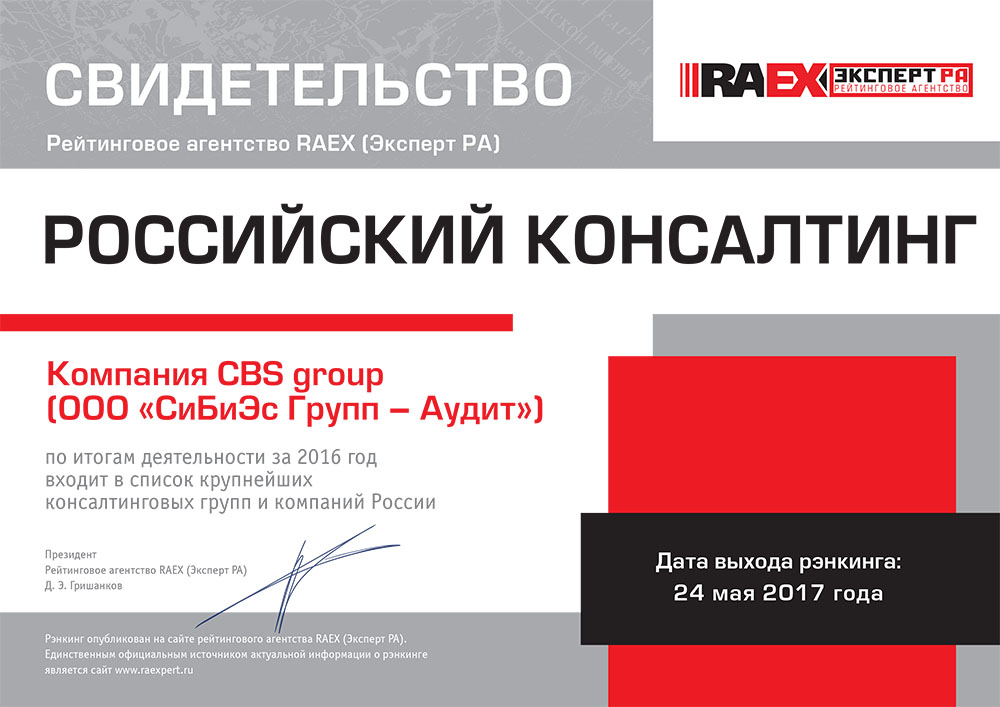 СВИДЕТЕЛЬСТВО
Рейтинговое агентство RAEX (Эксперт РА)
RAEX ЭКСПЕРТ РА
РЕЙТИНГОВОЕ АГЕНТСТВО
РОССИЙСКИЙ КОНСАЛТИНГ
Компания CBS group
(ООО «СиБиЭс Групп – Аудит»)
по итогам деятельности за 2016 год
входит в список крупнейших
консалтинговых групп и компаний России
Президент
Рейтинговое агентство RAEX (Эксперт РА)
Д. Э. Гришанков
Дата выхода рэнкинга:
24 мая 2017 года
Рэнкинг опубликован на сайте рейтингового агентства RAEX (Эксперт РА).
Единственным официальным источником актуальной информации о рэнкинге
является сайт www.raexpert.ru